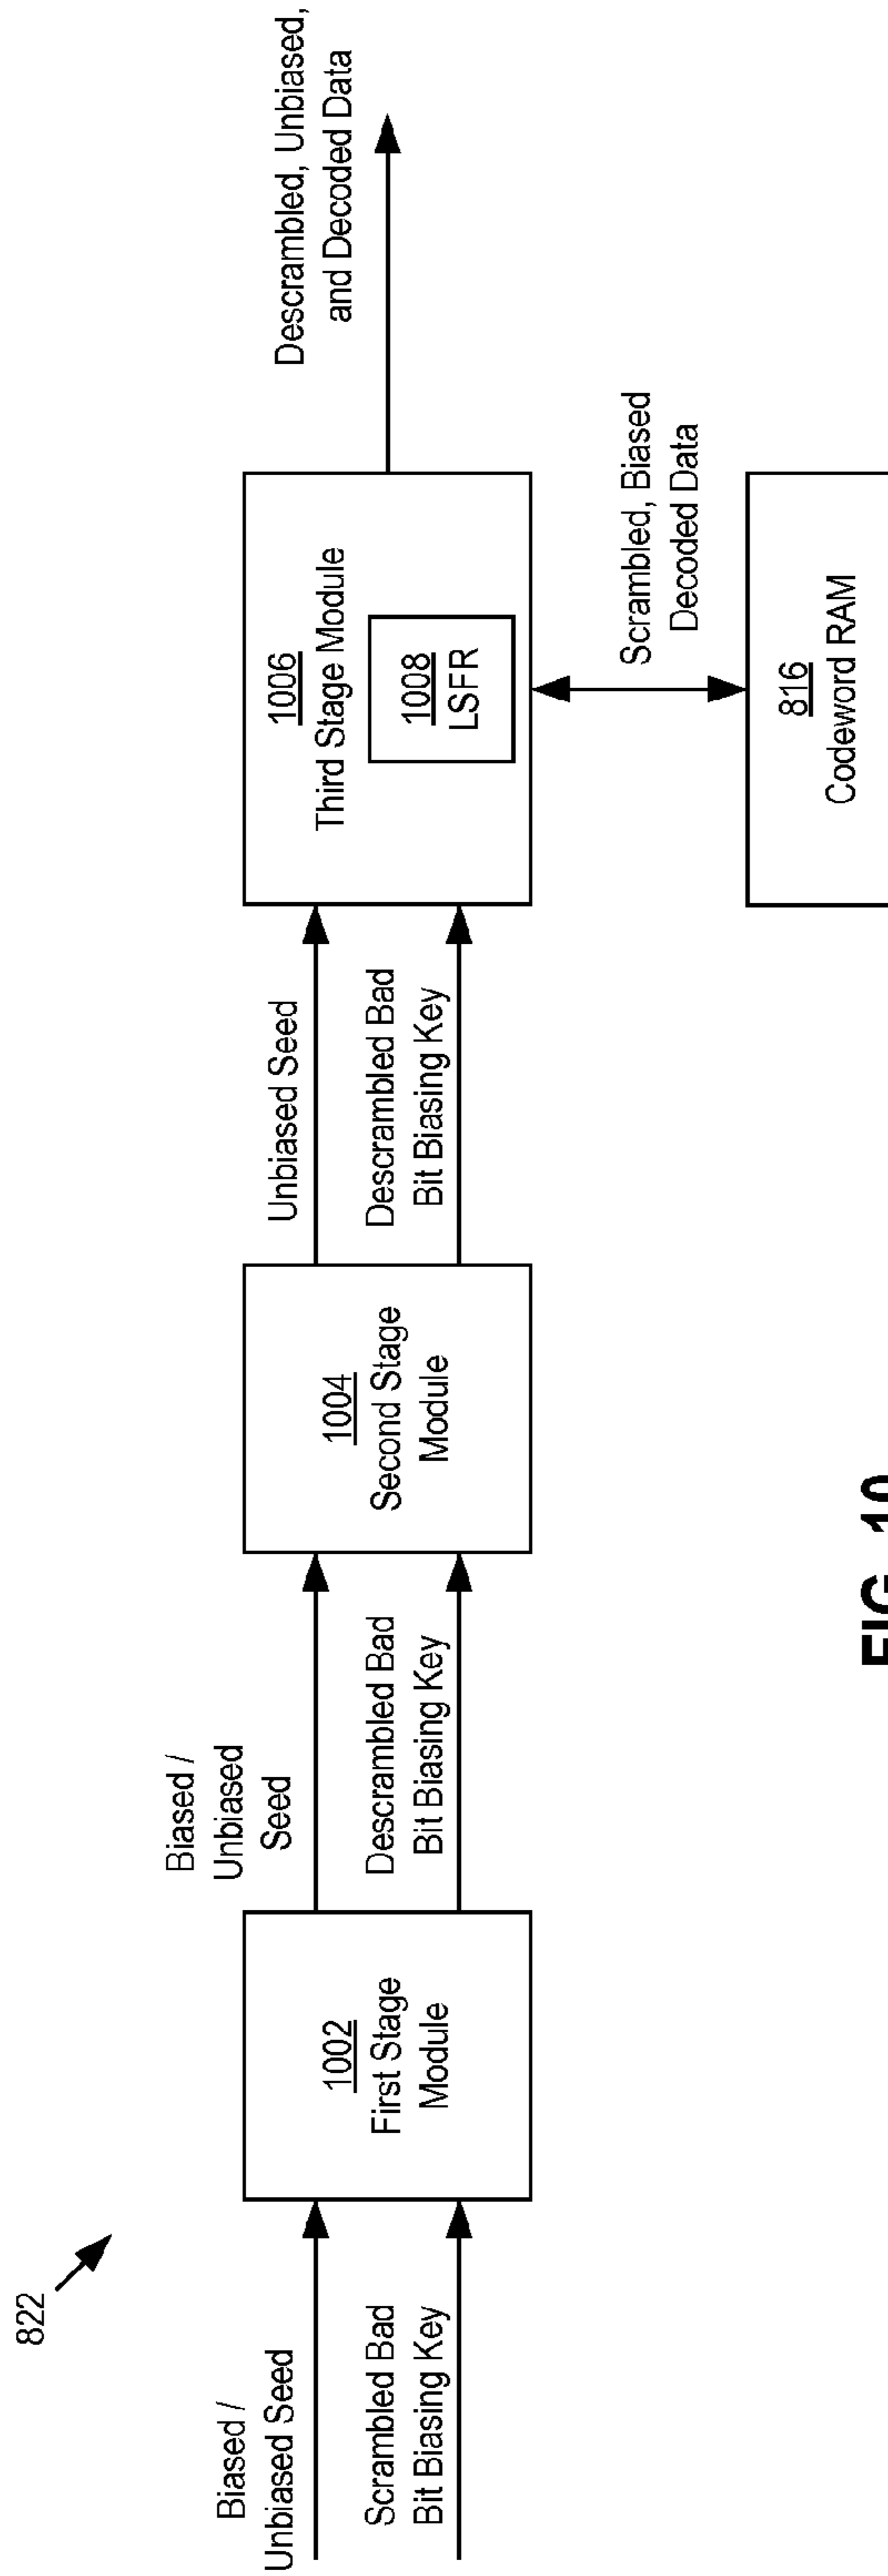 822
Biased /
Unbiased Seed
Scrambled Bad
Bit Biasing Key
1002
First Stage
Module
Biased /
Unbiased
Seed
Descrambled Bad
Bit Biasing Key
1004
Second Stage
Module
Unbiased Seed
Descrambled Bad
Bit Biasing Key
1006
Third Stage Module
1008
LSFR
Descrambled, Unbiased,
and Decoded Data
Scrambled, Biased
Decoded Data
816
Codeword RAM
FIG. 10